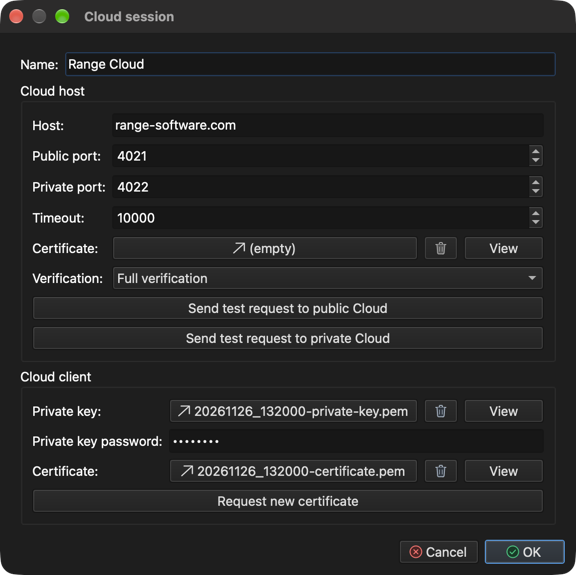 Cloud session
Name: Range Cloud
Cloud host
Host: range-software.com
Public port: 4021
Private port: 4022
Timeout: 10000
Certificate: (empty) View
Verification: Full verification
Send test request to public Cloud
Send test request to private Cloud
Cloud client
Private key: 20261126_132000-private-key.pem View
Private key password: ••••••••
Certificate: 20261126_132000-certificate.pem View
Request new certificate
Cancel OK